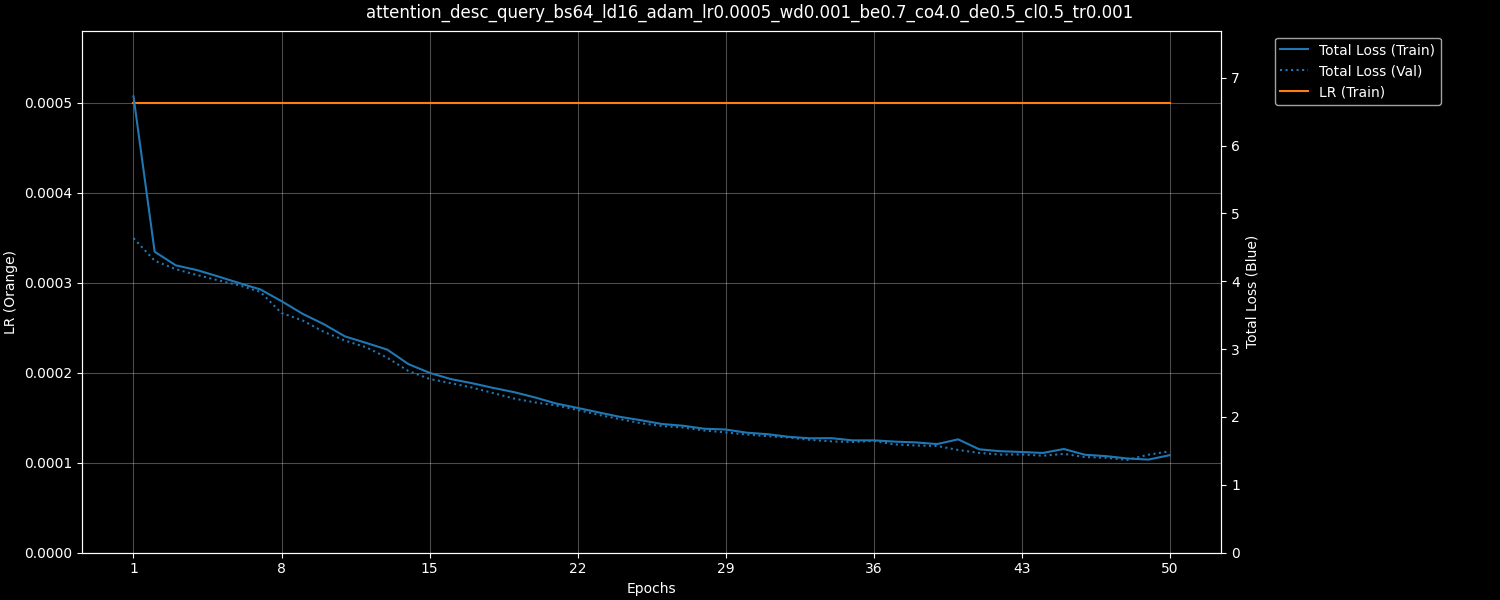 attention_desc_query_bs64_ld16_adam_lr0.0005_wd0.001_be0.7_co4.0_de0.5_cl0.5_tr0.001
Total Loss (Train)
Total Loss (Val)
LR (Train)
LR (Orange)
0.0005
0.0004
0.0003
0.0002
0.0001
0.0000
7
6
5
4
3
2
1
0
Total Loss (Blue)
1 8 15 22 29 36 43 50
Epochs